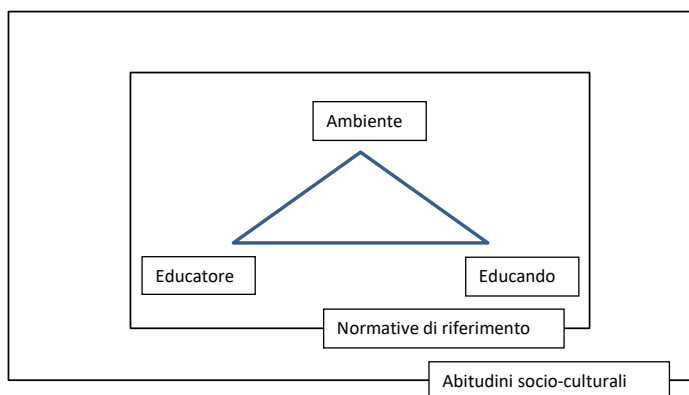 Ambiente
Educatore
Educando
Normative di riferimento
Abitudini socio-culturali